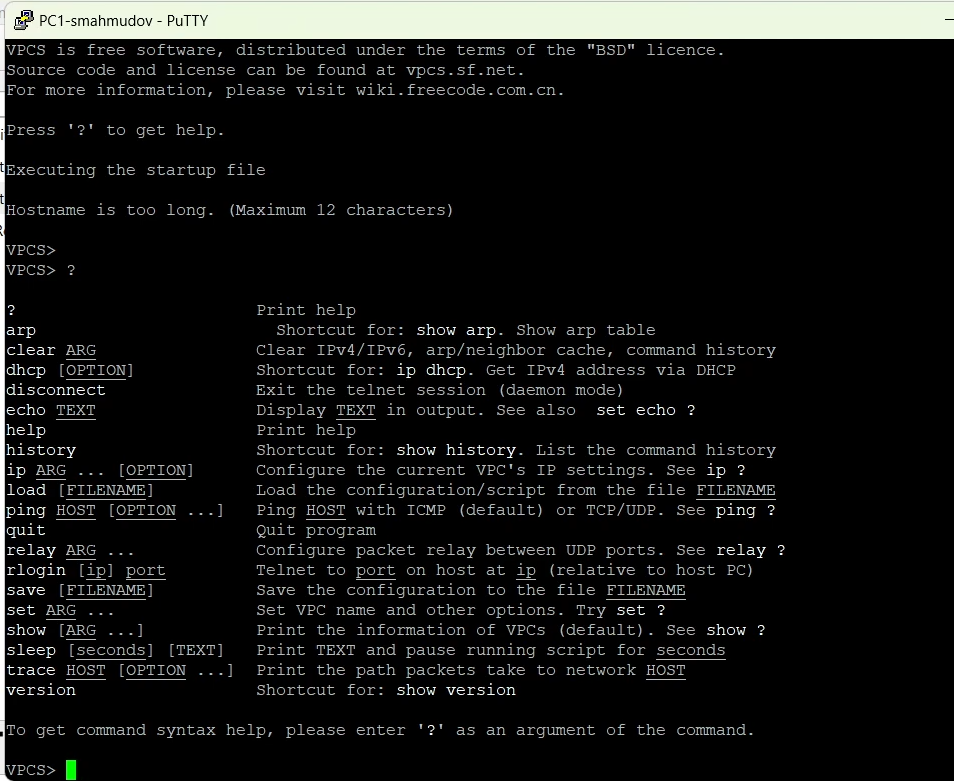 PC1-smahmudov - PuTTY
VPCS is free software, distributed under the terms of the "BSD" licence.
Source code and license can be found at vpcs.sf.net.
For more information, please visit wiki.freecode.com.cn.
Press '?' to get help.
Executing the startup file
Hostname is too long. (Maximum 12 characters)
VPCS>
VPCS> ?
? Print help
arp Shortcut for: show arp. Show arp table
clear ARG Clear IPv4/IPv6, arp/neighbor cache, command history
dhcp [OPTION] Shortcut for: ip dhcp. Get IPv4 address via DHCP
disconnect Exit the telnet session (daemon mode)
echo TEXT Display TEXT in output. See also set echo ?
help Print help
history Shortcut for: show history. List the command history
ip ARG ... [OPTION] Configure the current VPC's IP settings. See ip ?
load [FILENAME] Load the configuration/script from the file FILENAME
ping HOST [OPTION ...] Ping HOST with ICMP (default) or TCP/UDP. See ping ?
quit Quit program
relay ARG ... Configure packet relay between UDP ports. See relay ?
rlogin [ip] port Telnet to port on host at ip (relative to host PC)
save [FILENAME] Save the configuration to the file FILENAME
set ARG ... Set VPC name and other options. Try set ?
show [ARG ...] Print the information of VPCs (default). See show ?
sleep [seconds] [TEXT] Print TEXT and pause running script for seconds
trace HOST [OPTION ...] Print the path packets take to network HOST
version Shortcut for: show version
To get command syntax help, please enter '?' as an argument of the command.
VPCS>